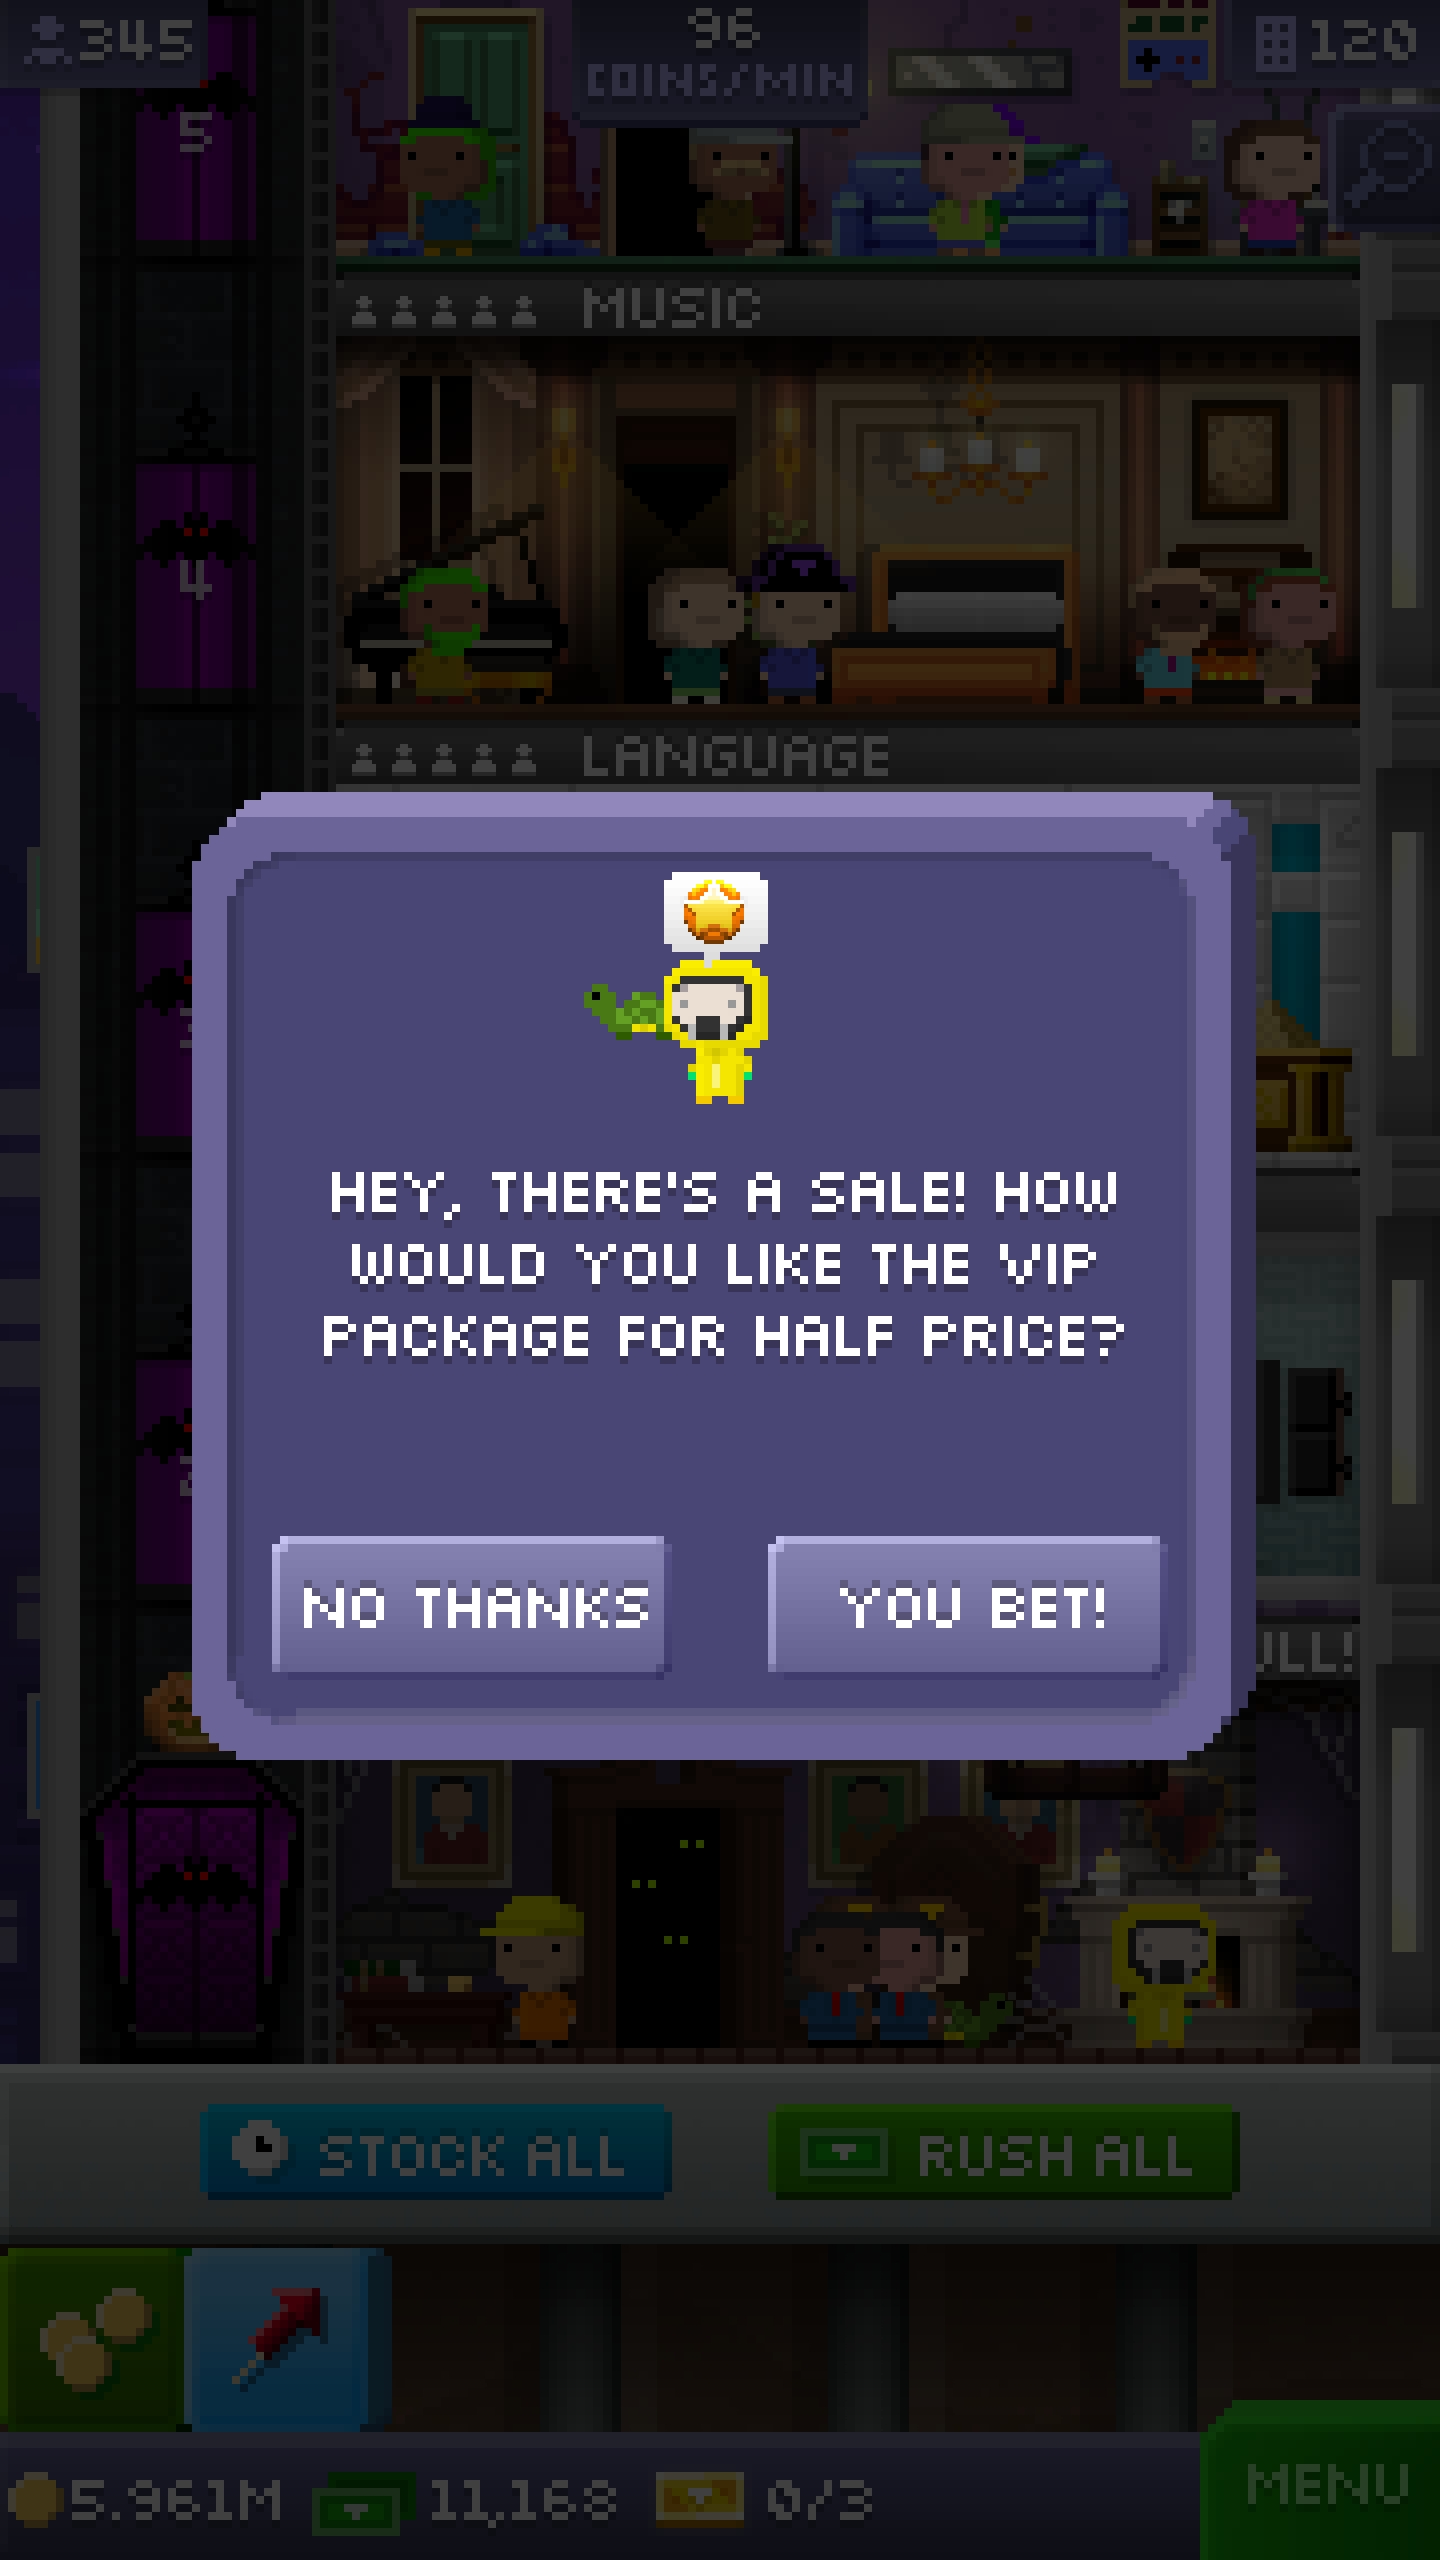 345
96
COINS/MIN
120
5
MUSIC
4
LANGUAGE
HEY, THERE'S A SALE! HOW
WOULD YOU LIKE THE VIP
PACKAGE FOR HALF PRICE?
NO THANKS
YOU BET!
STOCK ALL
RUSH ALL
5.961M
11,168
0/3
MENU